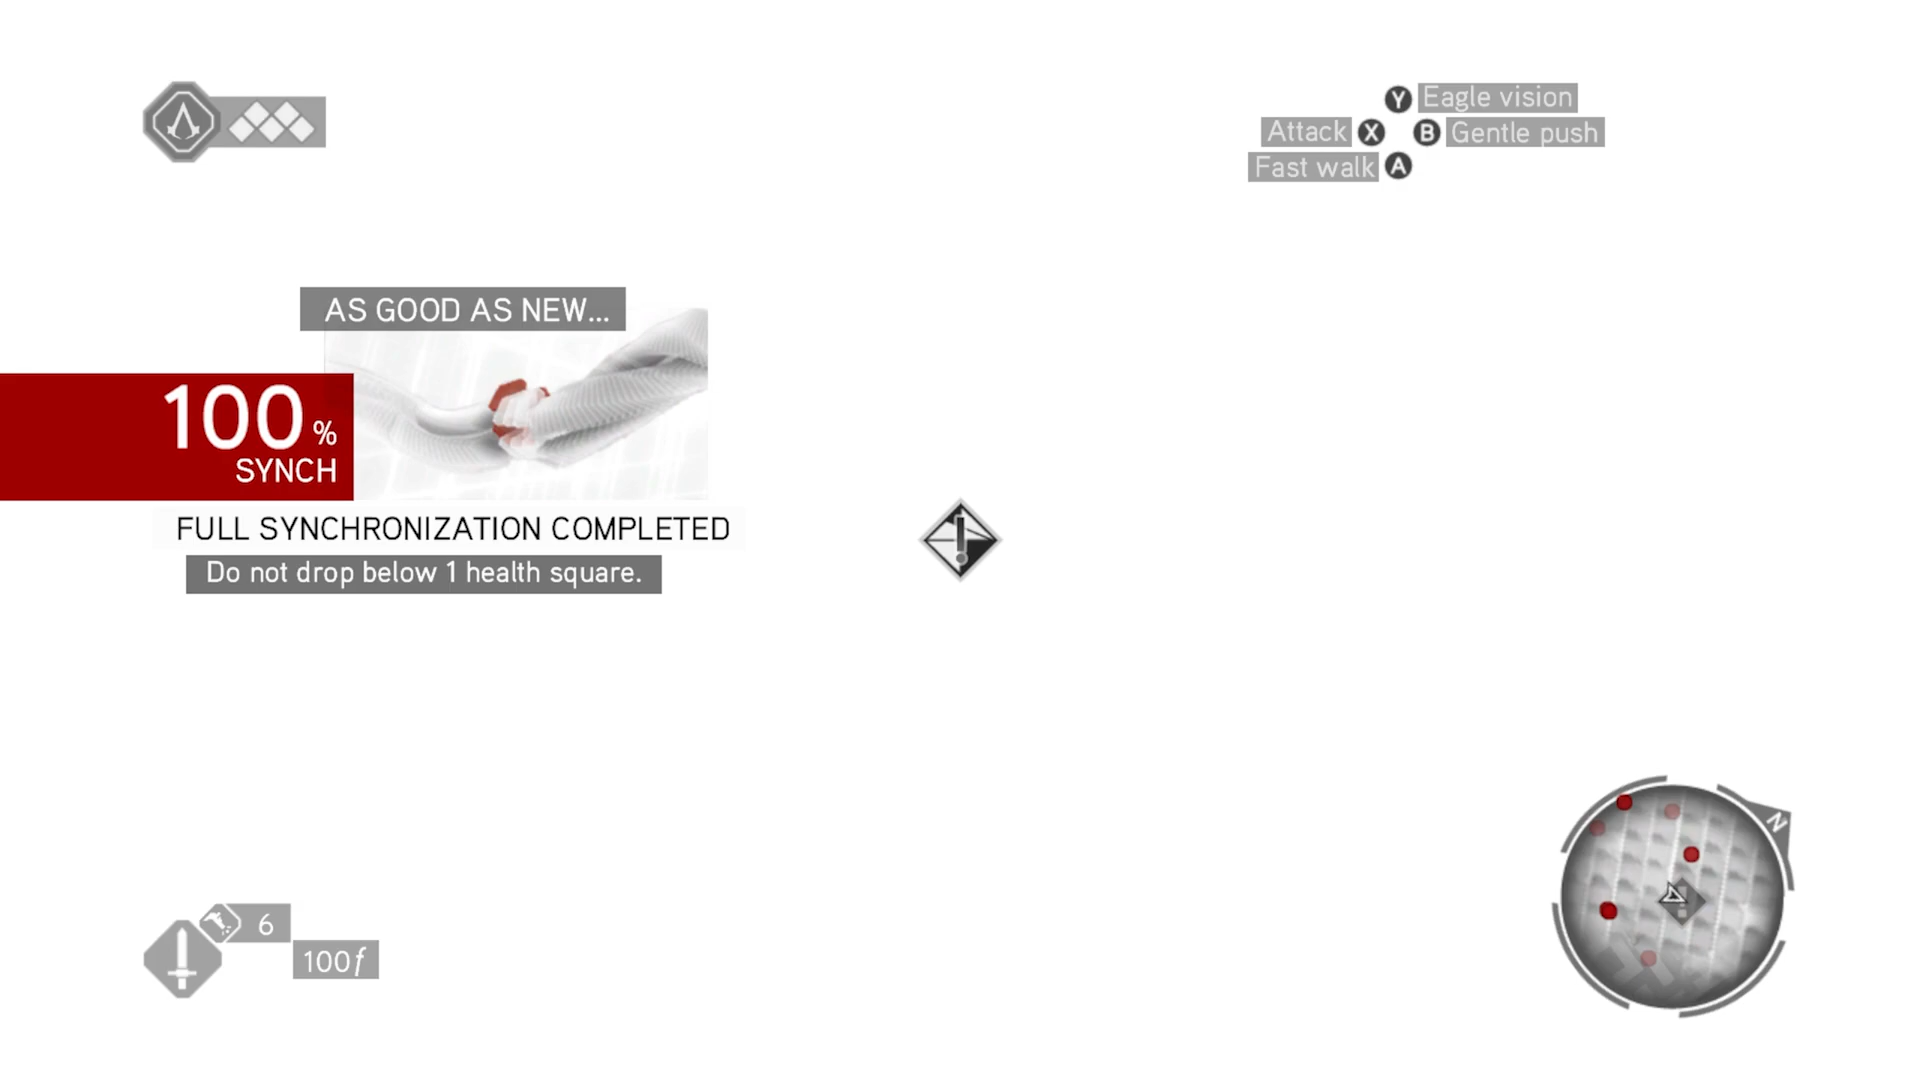 Y Eagle vision
Attack X B Gentle push
Fast walk A
AS GOOD AS NEW...
100 %
SYNCH
FULL SYNCHRONIZATION COMPLETED
Do not drop below 1 health square.
N
6
100ƒ